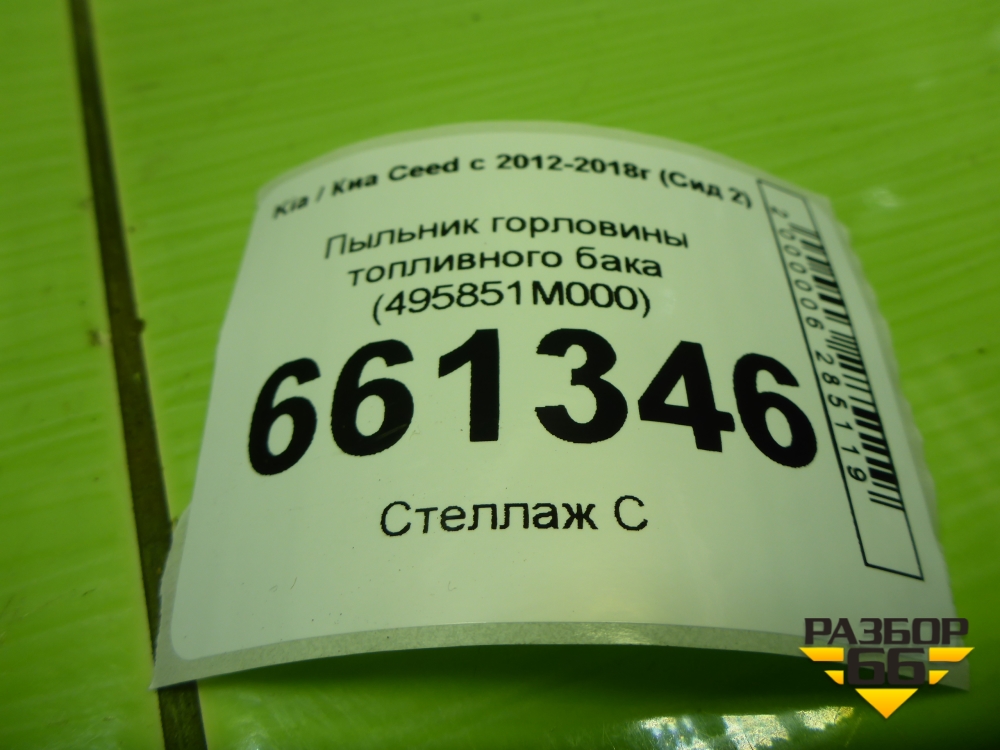 Kia / Киа Ceed с 2012-2018г (Сид 2)
Пыльник горловины
топливного бака
(495851M000)
661346
Стеллаж С
2000006285119
РАЗБОР
66